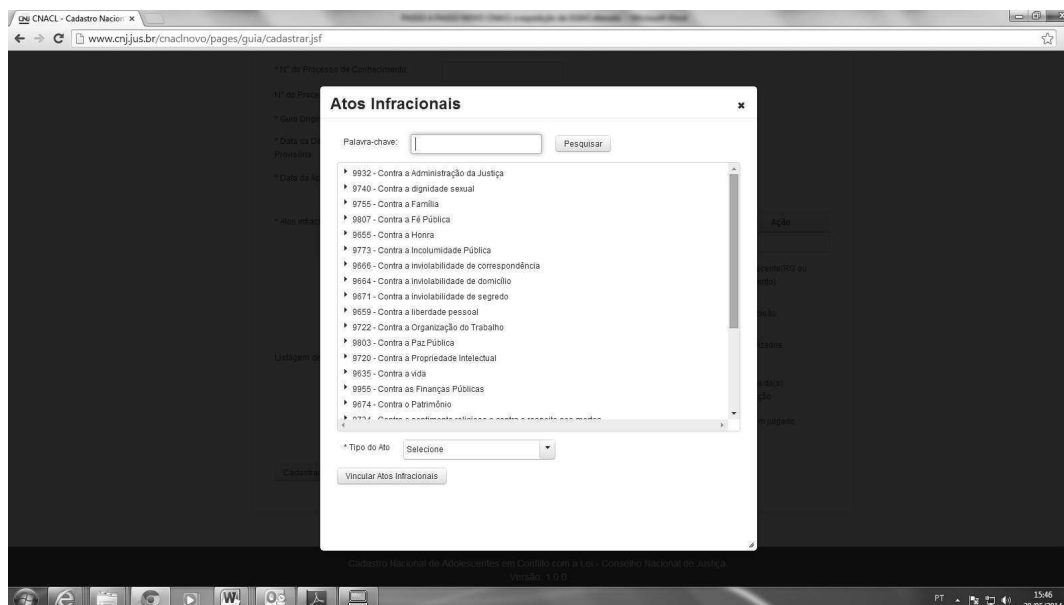 CNJ CNACL - Cadastro Nacion ×
www.cnj.jus.br/cnaclnovo/pages/guia/cadastrar.jsf
* N° do Processo de Conhecimento:
Atos Infracionais
Palavra-chave: Pesquisar
9932 - Contra a Administração da Justiça
9740 - Contra a dignidade sexual
9755 - Contra a Família
9807 - Contra a Fé Pública
9655 - Contra a Honra
9773 - Contra a Incolumidade Pública
9666 - Contra a inviolabilidade de correspondência
9664 - Contra a inviolabilidade de domicílio
9671 - Contra a inviolabilidade de segredo
9659 - Contra a liberdade pessoal
9722 - Contra a Organização do Trabalho
9803 - Contra a Paz Pública
9720 - Contra a Propriedade Intelectual
9635 - Contra a vida
9955 - Contra as Finanças Públicas
9674 - Contra o Patrimônio
* Tipo do Ato Selecione
Vincular Atos Infracionais
Ação
Cadastro Nacional de Adolescentes em Conflito com a Lei - Conselho Nacional de Justiça
Versão: 1.0.0
PT 15:46